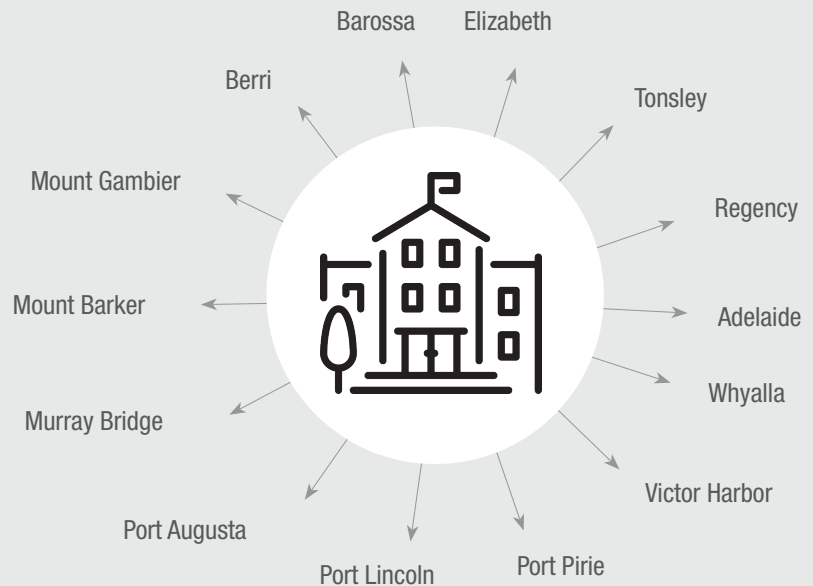 Barossa
Elizabeth
Berri
Tonsley
Mount Gambier
Regency
Mount Barker
Adelaide
Whyalla
Murray Bridge
Victor Harbor
Port Augusta
Port Lincoln
Port Pirie